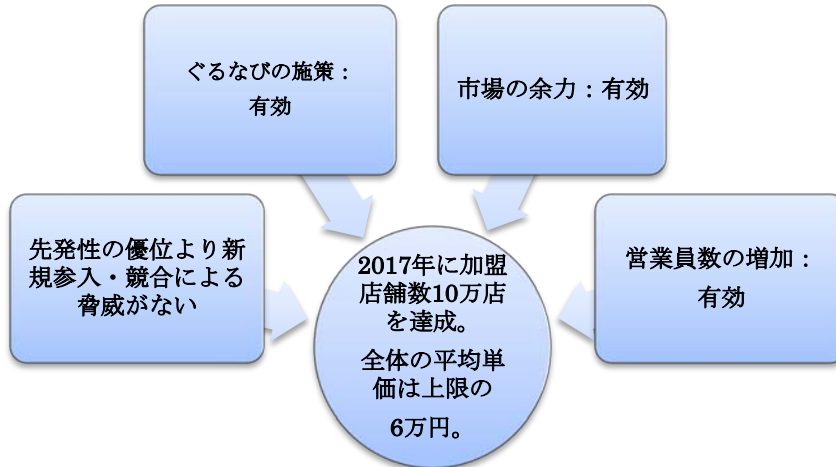 ぐるなびの施策：
有効
市場の余力：有効
先発性の優位より新
規参入・競合による
脅威がない
2017年に加盟
店舗数10万店
を達成。
全体の平均単
価は上限の
6万円。
営業員数の増加：
有効